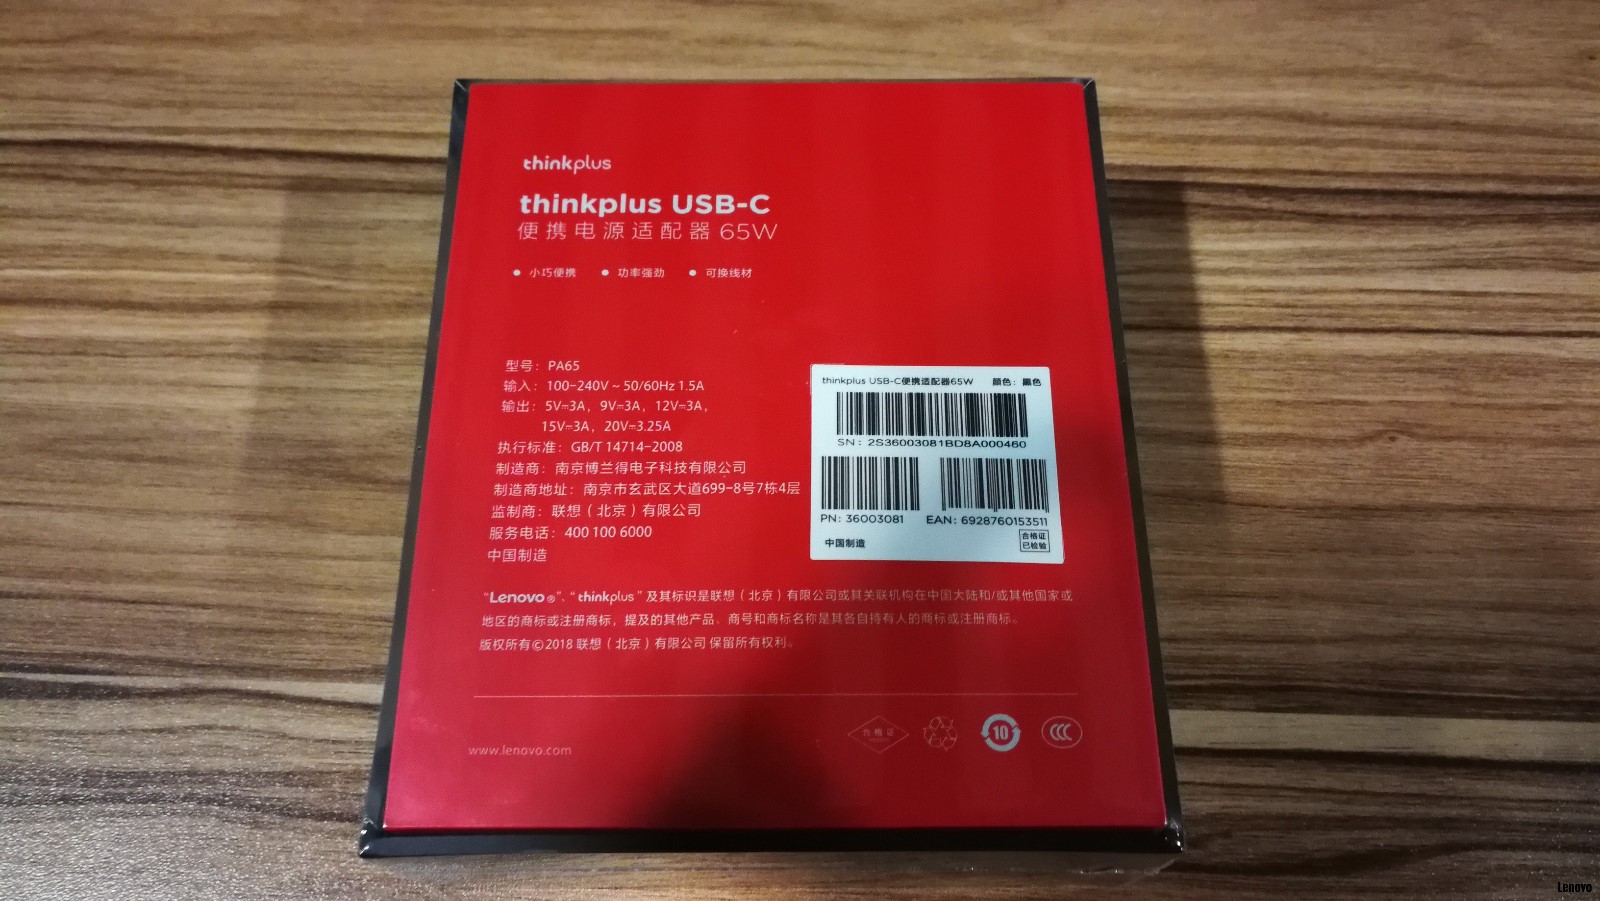 thinkplus
thinkplus USB-C
便携电源适配器 65W
● 小巧便携 ● 功率强劲 ● 可换线材
型号：PA65
输入：100-240V ~ 50/60Hz 1.5A
输出：5V⎓3A，9V⎓3A，12V⎓3A，
15V⎓3A，20V⎓3.25A
执行标准：GB/T 14714-2008
制造商：南京博兰得电子科技有限公司
制造商地址：南京市玄武区大道699-8号7栋4层
监制商：联想（北京）有限公司
服务电话：400 100 6000
中国制造
thinkplus USB-C便携适配器65W 颜色：黑色
SN：2S36003081BD8A000460
PN: 36003081 EAN: 6928760153511
中国制造
合格证
已检验
“Lenovo®”、“thinkplus”及其标识是联想（北京）有限公司或其关联机构在中国大陆和/或其他国家或
地区的商标或注册商标，提及的其他产品、商号和商标名称是其各自持有人的商标或注册商标。
版权所有©2018 联想（北京）有限公司 保留所有权利。
www.lenovo.com
合格证
10
CCC
Lenovo